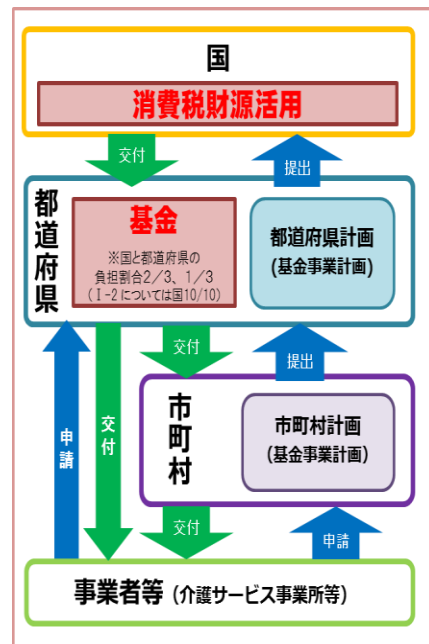 国
消費税財源活用
交付
提出
都道府県
基金
※国と都道府県の
負担割合2/3、1/3
(Ⅰ-2については国10/10)
都道府県計画
(基金事業計画)
交付
提出
申請
交付
市町村
市町村計画
(基金事業計画)
交付
申請
事業者等 (介護サービス事業所等)